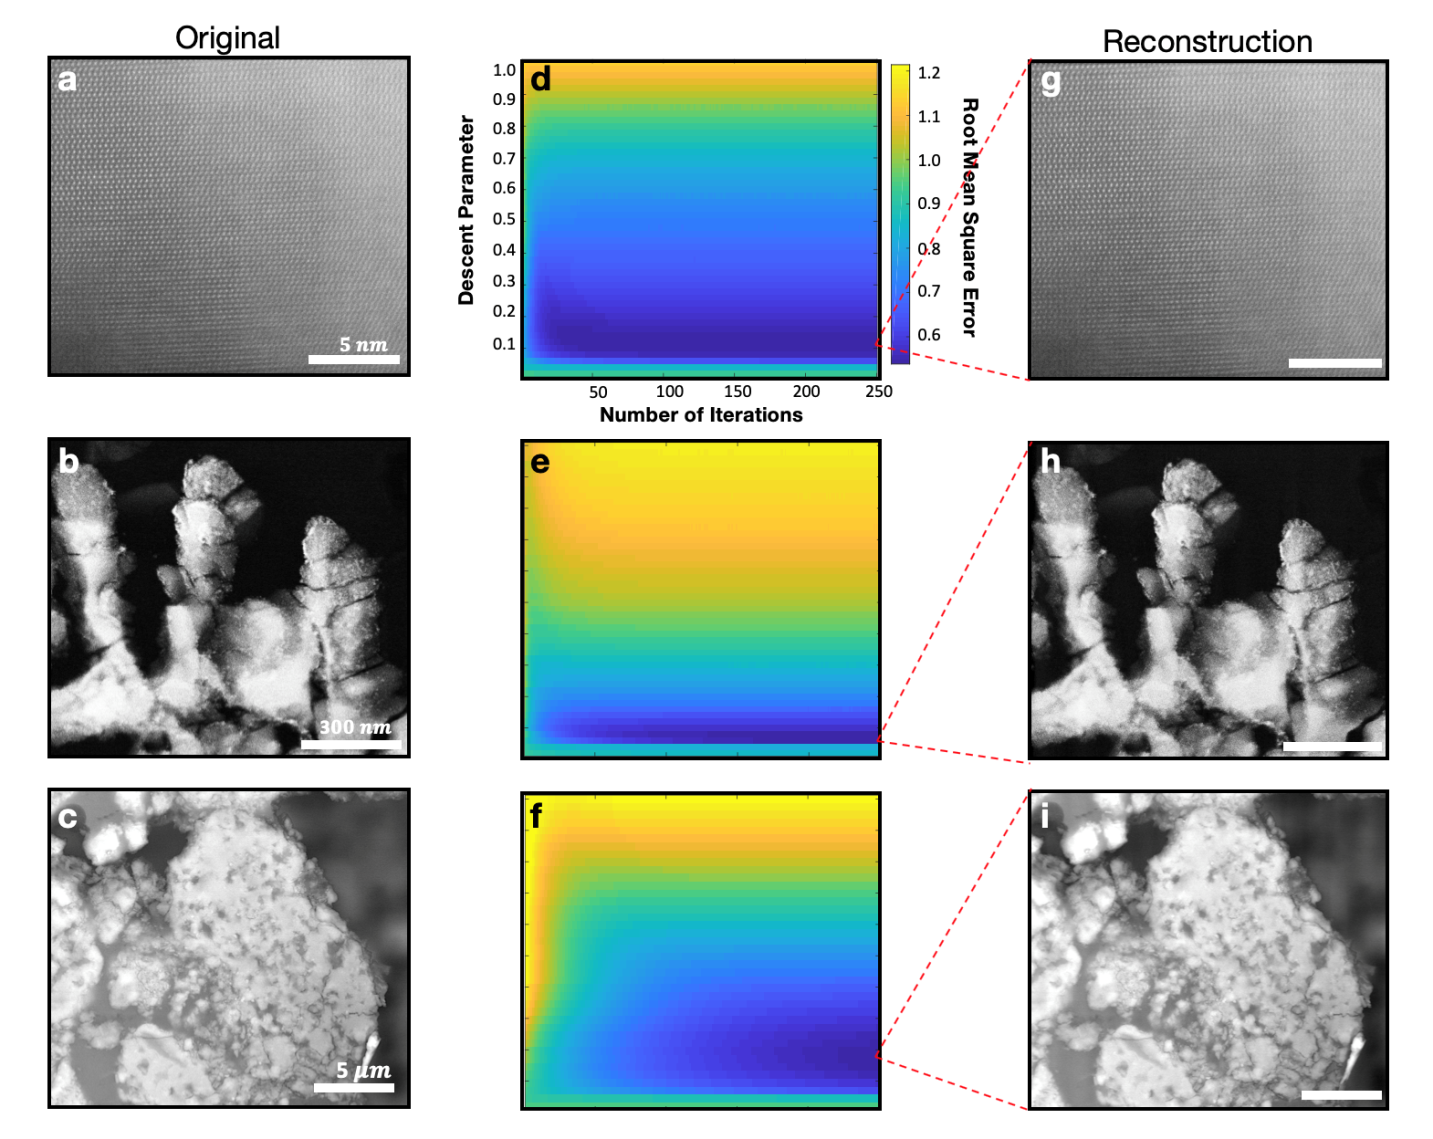 Original
Reconstruction
a
5 nm
d
1.0
0.9
0.8
0.7
0.6
0.5
0.4
0.3
0.2
0.1
Descent Parameter
50 100 150 200 250
Number of Iterations
1.2
1.1
1.0
0.9
0.8
0.7
0.6
Root Mean Square Error
g
b
300 nm
e
h
c
5 μm
f
i